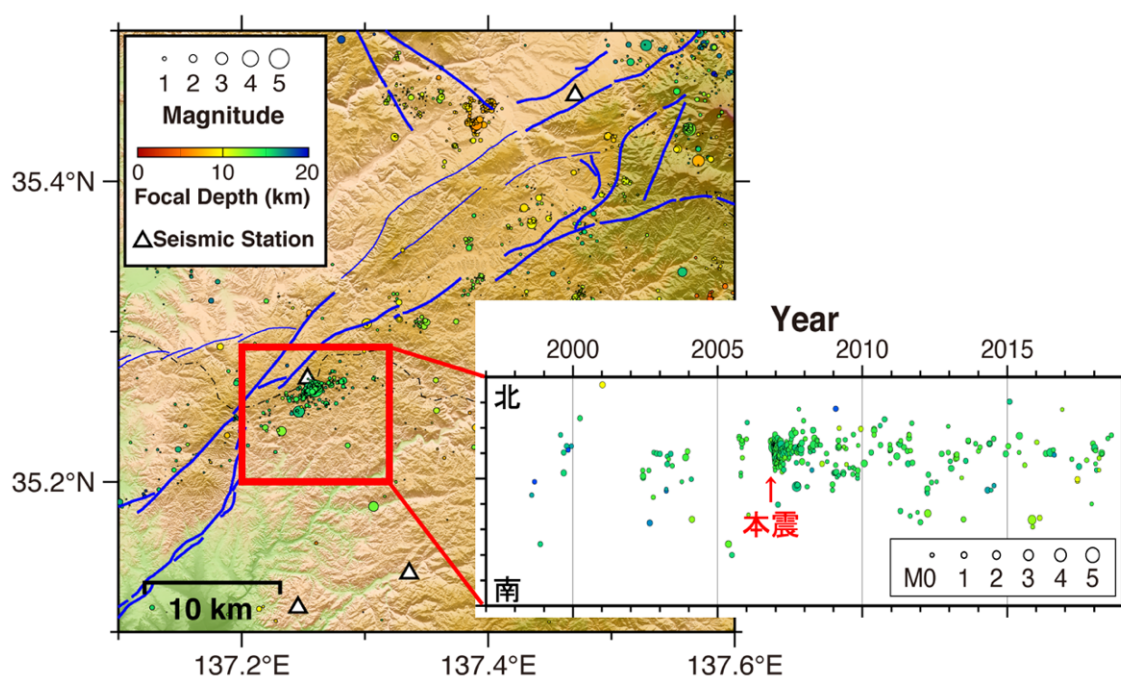 1 2 3 4 5
Magnitude
0 10 20
Focal Depth (km)
Seismic Station
35.4°N
35.2°N
10 km
137.2°E 137.4°E 137.6°E
Year
2000 2005 2010 2015
北
本震
南
M0 1 2 3 4 5